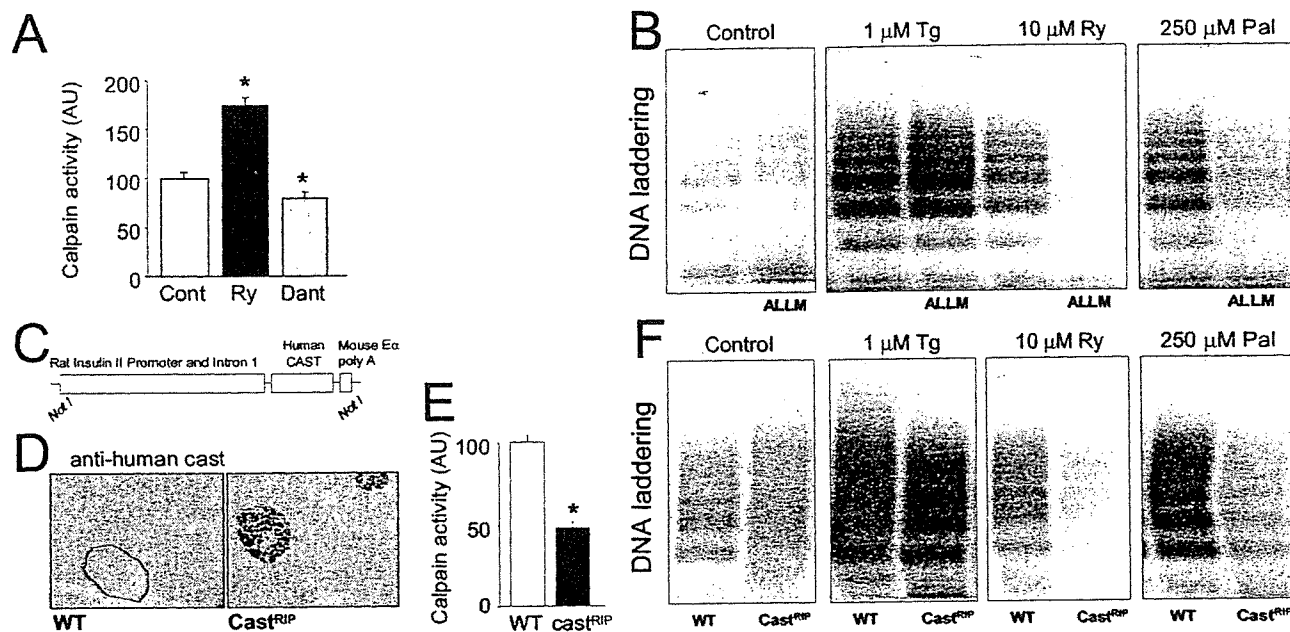 A
Calpain activity (AU)
200
150
100
50
0
*
*
Cont Ry Dant
B
Control 1 µM Tg 10 µM Ry 250 µM Pal
DNA laddering
ALLM ALLM ALLM ALLM
C
Rat Insulin II Promoter and Intron 1
Human CAST
Mouse Eα poly A
Not I
Not I
D
anti-human cast
WT Cast^RIP
E
Calpain activity (AU)
100
50
0
*
WT cast^RIP
F
Control 1 µM Tg 10 µM Ry 250 µM Pal
DNA laddering
WT Cast^RIP WT Cast^RIP WT Cast^RIP WT Cast^RIP